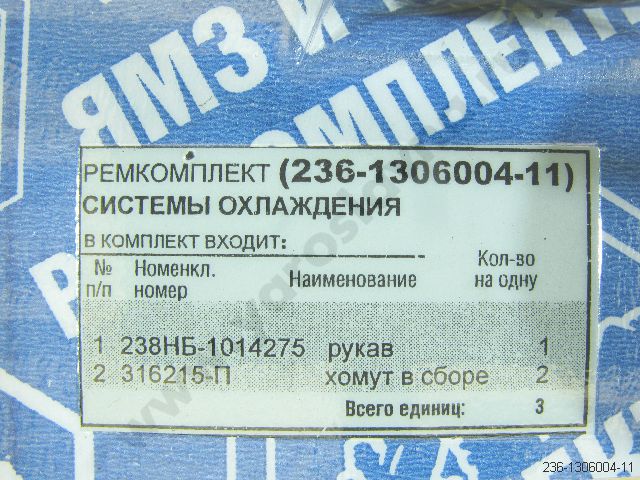 ЯМЗ И
КОМПЛЕКТ
РЕМКОМПЛЕКТ (236-1306004-11)
СИСТЕМЫ ОХЛАЖДЕНИЯ
В КОМПЛЕКТ ВХОДИТ:
№ п/п Номенкл. номер Наименование Кол-во на одну
1 238НБ-1014275 рукав 1
2 316215-П хомут в сборе 2
Всего единиц: 3
236-1306004-11